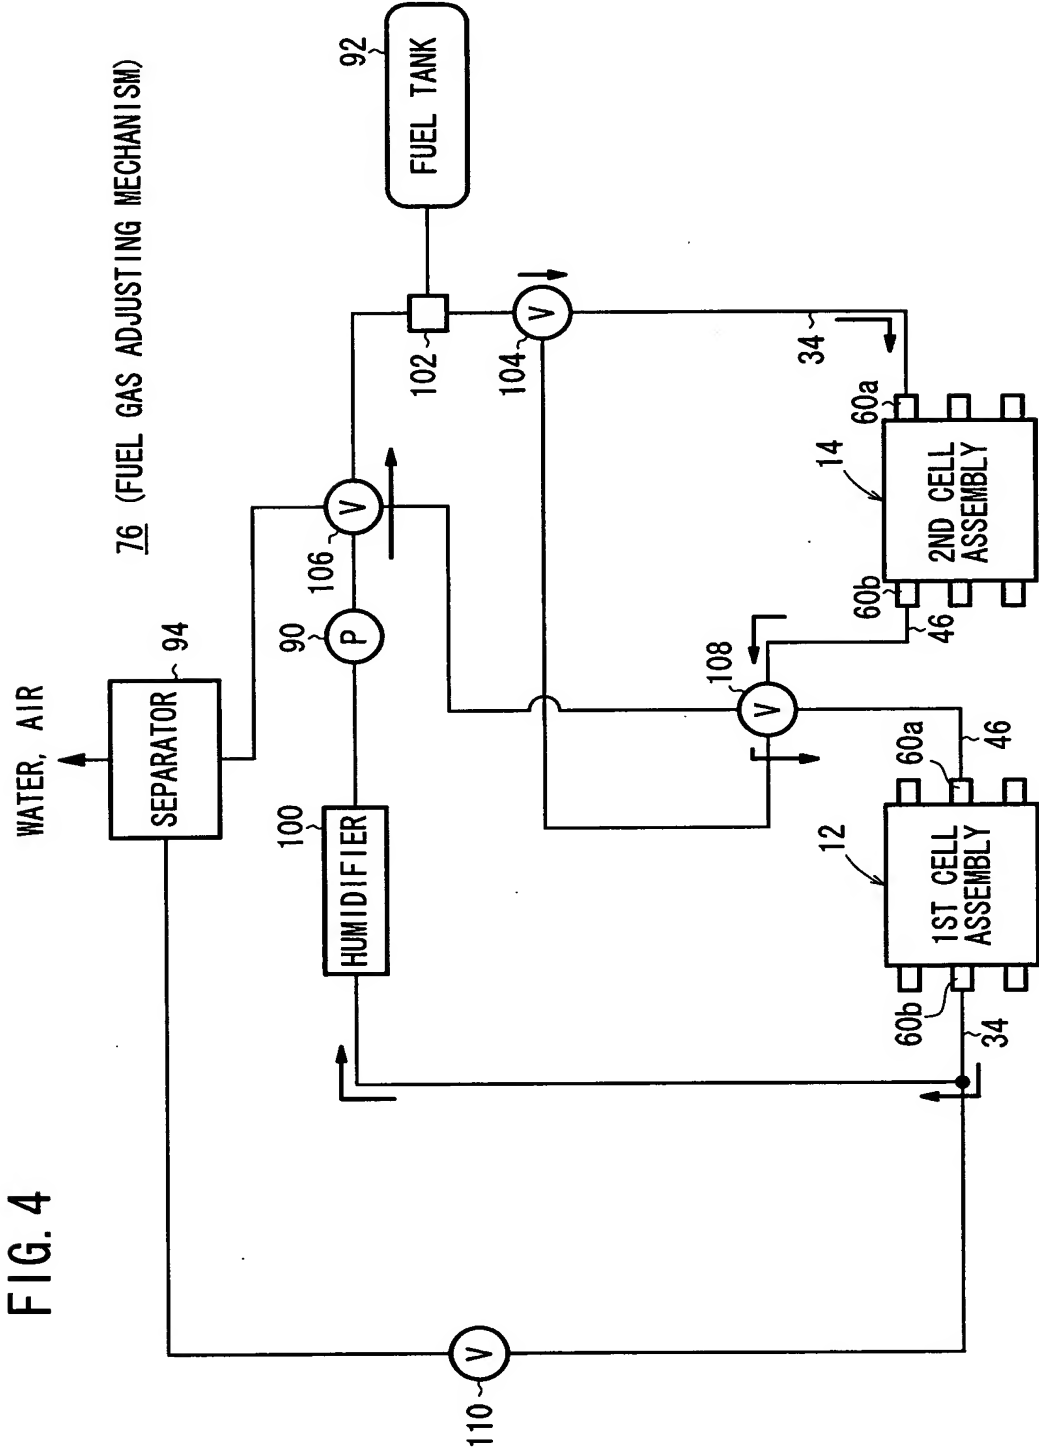 FIG. 4
76 (FUEL GAS ADJUSTING MECHANISM)
WATER, AIR
SEPARATOR
94
HUMIDIFIER
100
P
90
V
106
102
FUEL TANK
92
V
104
V
110
V
108
34
46
60a
60b
14
2ND CELL
ASSEMBLY
46
60a
60b
34
12
1ST CELL
ASSEMBLY